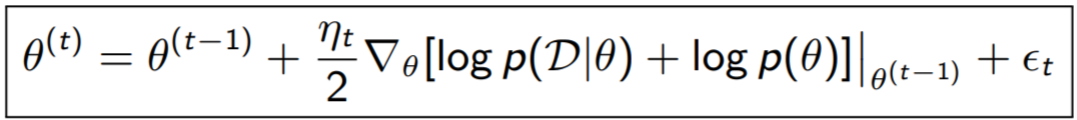 θ^(t) = θ^(t−1) + η_t/2 ∇_θ[log p(𝒟|θ) + log p(θ)]|_θ^(t−1) + ϵ_t